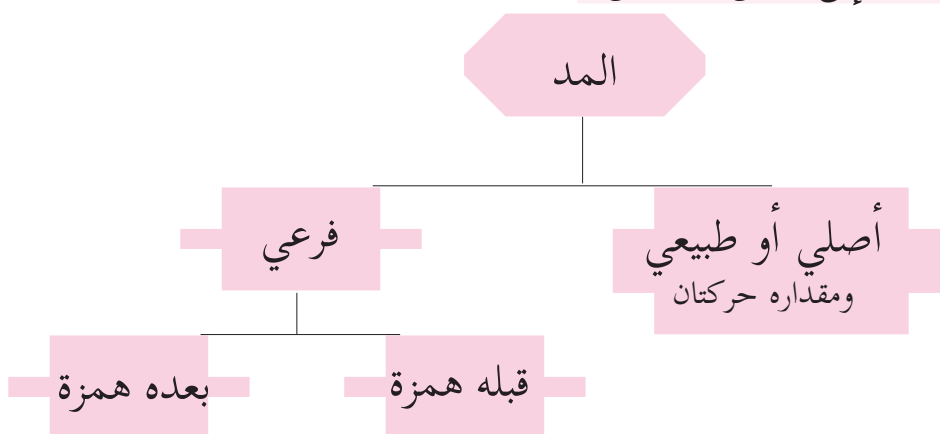 المد
أصلي أو طبيعي
ومقداره حركتان
فرعي
قبله همزة
بعده همزة